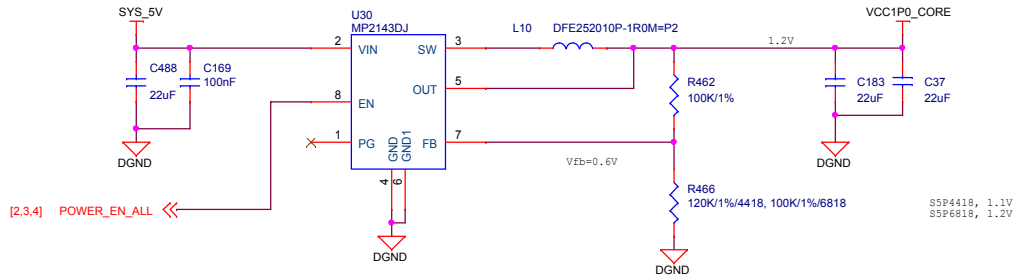 SYS_5V
U30
MP2143DJ
L10 DFE252010P-1R0M=P2
VCC1P0_CORE
2 VIN SW 3
1.2V
C488
22uF
C169
100nF
OUT 5
R462
100K/1%
C183
22uF
C37
22uF
8 EN
1 PG
GND
GND1
FB 7
Vfb=0.6V
4
6
DGND
DGND
[2,3,4] POWER_EN_ALL
R466
120K/1%/4418, 100K/1%/6818
S5P4418, 1.1V
S5P6818, 1.2V
DGND
DGND